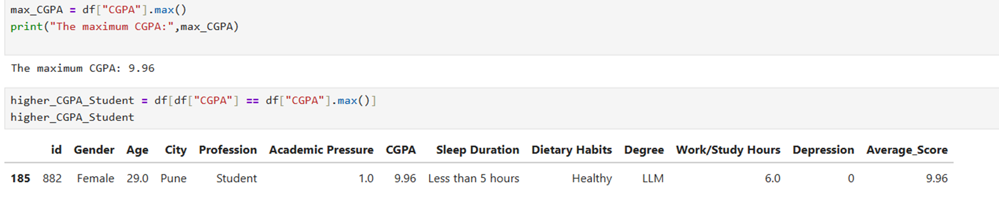 max_CGPA = df["CGPA"].max()
print("The maximum CGPA:",max_CGPA)
The maximum CGPA: 9.96
higher_CGPA_Student = df[df["CGPA"] == df["CGPA"].max()]
higher_CGPA_Student
id Gender Age City Profession Academic Pressure CGPA Sleep Duration Dietary Habits Degree Work/Study Hours Depression Average_Score
185 882 Female 29.0 Pune Student 1.0 9.96 Less than 5 hours Healthy LLM 6.0 0 9.96